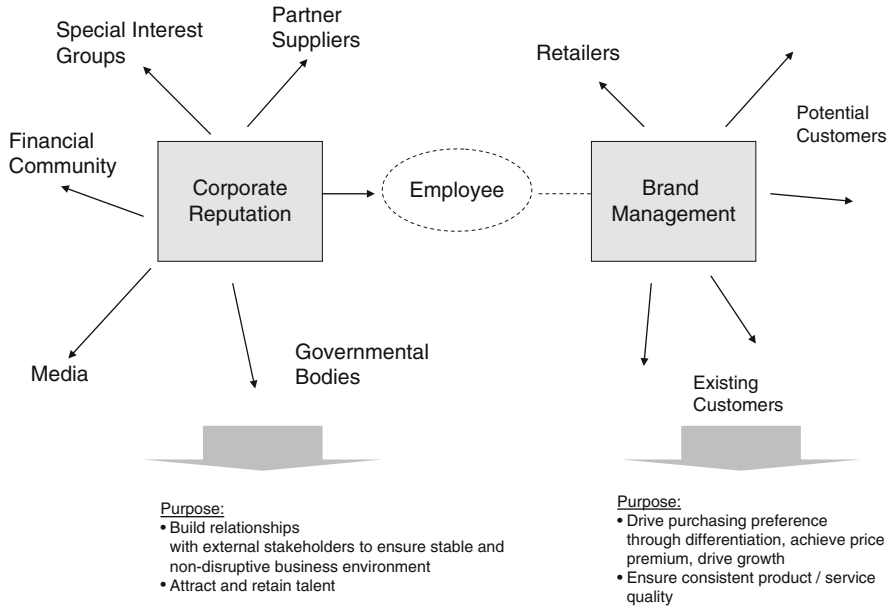 Special Interest
Groups
Partner
Suppliers
Financial
Community
Corporate
Reputation
Media
Governmental
Bodies
Employee
Retailers
Potential
Customers
Brand
Management
Existing
Customers
Purpose:
• Build relationships
with external stakeholders to ensure stable and
non-disruptive business environment
• Attract and retain talent
Purpose:
• Drive purchasing preference
through differentiation, achieve price
premium, drive growth
• Ensure consistent product / service
quality